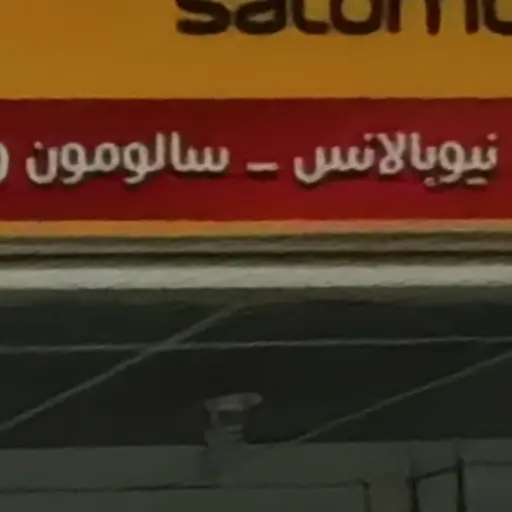 salomo
نيوبالانس – سالومون و